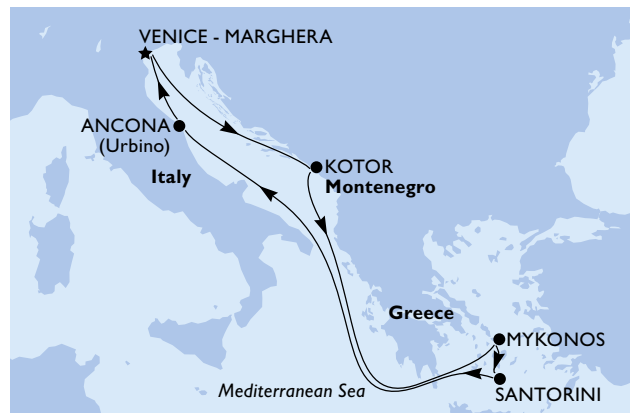 VENICE - MARGHERA
ANCONA
(Urbino)
Italy
KOTOR
Montenegro
Greece
MYKONOS
SANTORINI
Mediterranean Sea